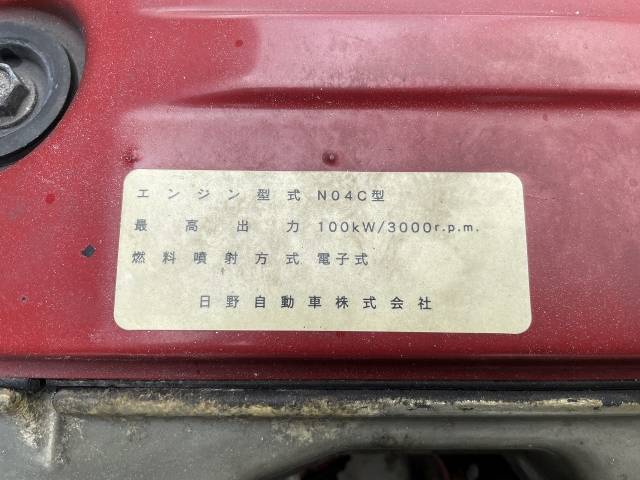 エンジン型式 N04C型
最高出力 100kW/3000r.p.m.
燃料噴射方式 電子式
日野自動車株式会社